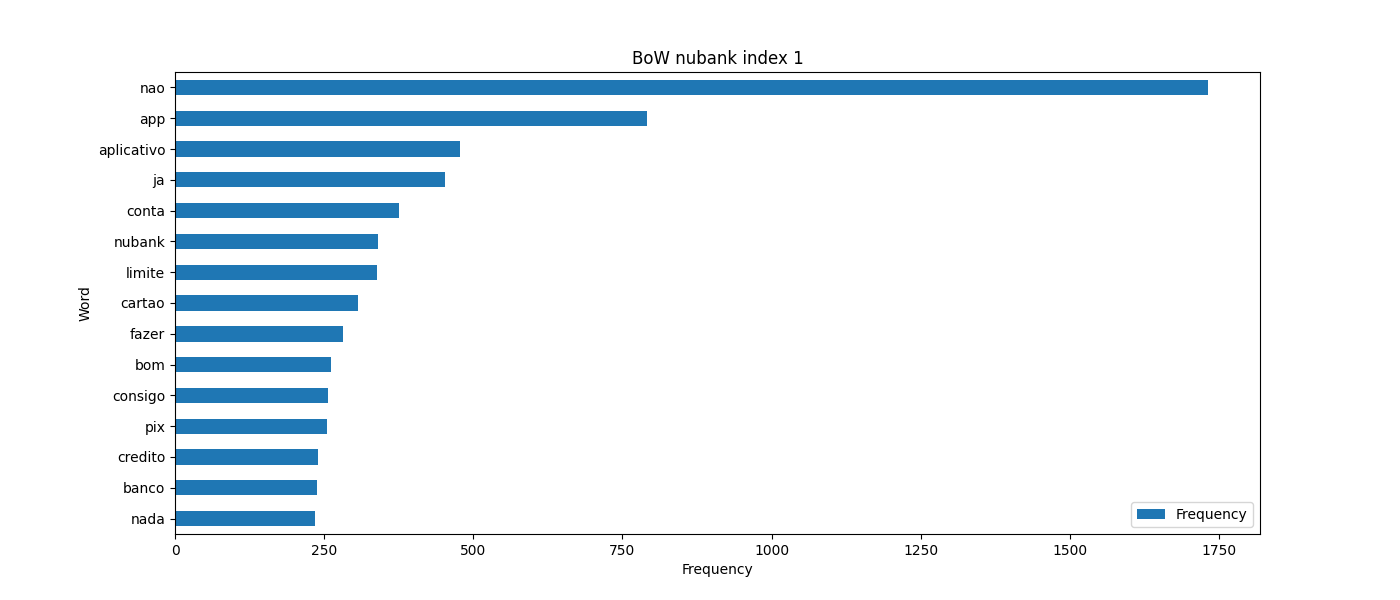 BoW nubank index 1
nao
app
aplicativo
ja
conta
nubank
limite
cartao
fazer
bom
consigo
pix
credito
banco
nada
Word
Frequency
0 250 500 750 1000 1250 1500 1750
Frequency